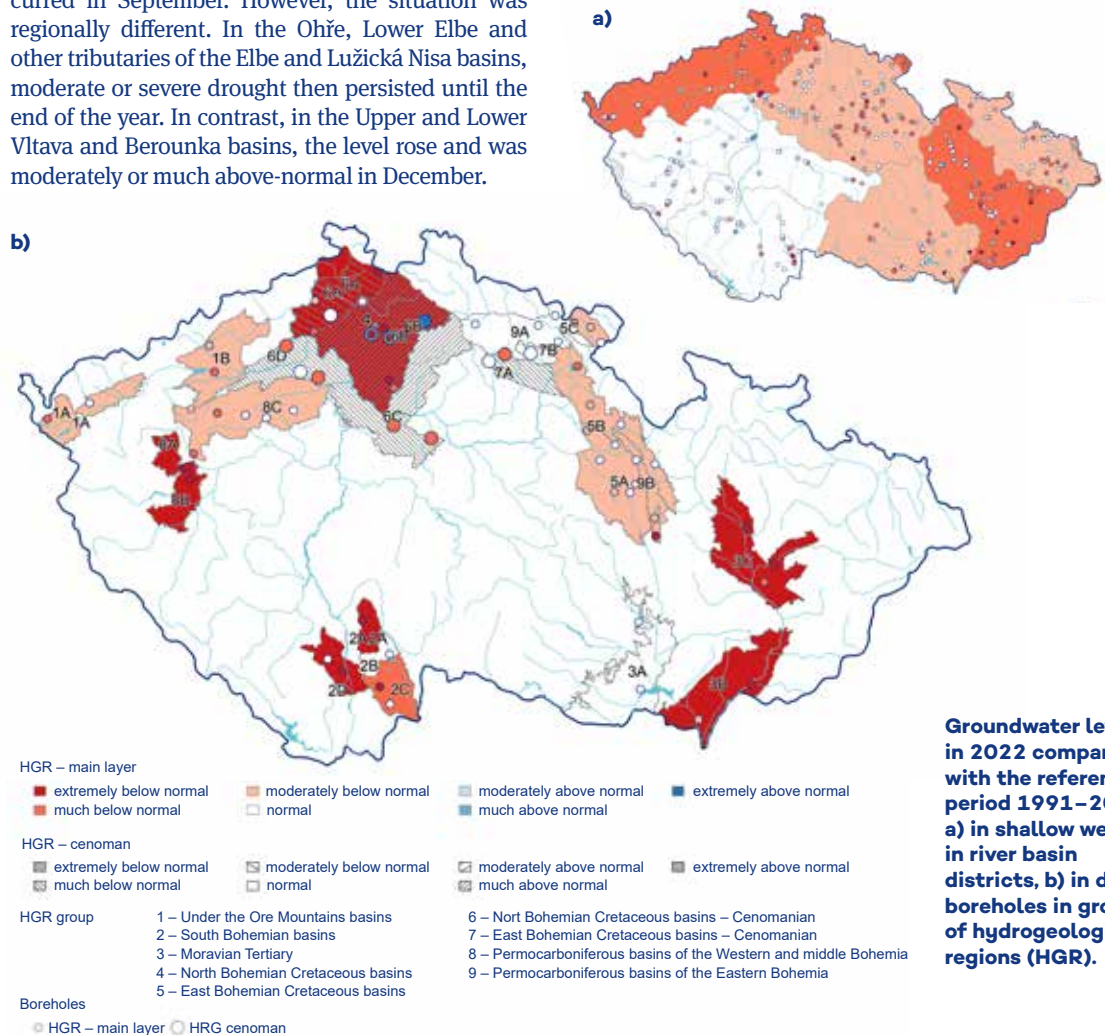 curred in September. However, the situation was
regionally different. In the Ohře, Lower Elbe and
other tributaries of the Elbe and Lužická Nisa basins,
moderate or severe drought then persisted until the
end of the year. In contrast, in the Upper and Lower
Vltava and Berounka basins, the level rose and was
moderately or much above-normal in December.
a)
b)
9A
5C
7B
6D
1B
7A
1A
1A
8C
6C
5B
5A
9B
2B
2C
3A
3B
HGR – main layer
extremely below normal
moderately below normal
moderately above normal
extremely above normal
much below normal
normal
much above normal
HGR – cenoman
extremely below normal
moderately below normal
moderately above normal
extremely above normal
much below normal
normal
much above normal
HGR group
1 – Under the Ore Mountains basins
2 – South Bohemian basins
3 – Moravian Tertiary
4 – North Bohemian Cretaceous basins
5 – East Bohemian Cretaceous basins
6 – Nort Bohemian Cretaceous basins – Cenomanian
7 – East Bohemian Cretaceous basins – Cenomanian
8 – Permocarboniferous basins of the Western and middle Bohemia
9 – Permocarboniferous basins of the Eastern Bohemia
Boreholes
HGR – main layer
HRG cenoman
Groundwater le
in 2022 compar
with the referen
period 1991–20
a) in shallow we
in river basin
districts, b) in d
boreholes in gro
of hydrogeolog
regions (HGR).